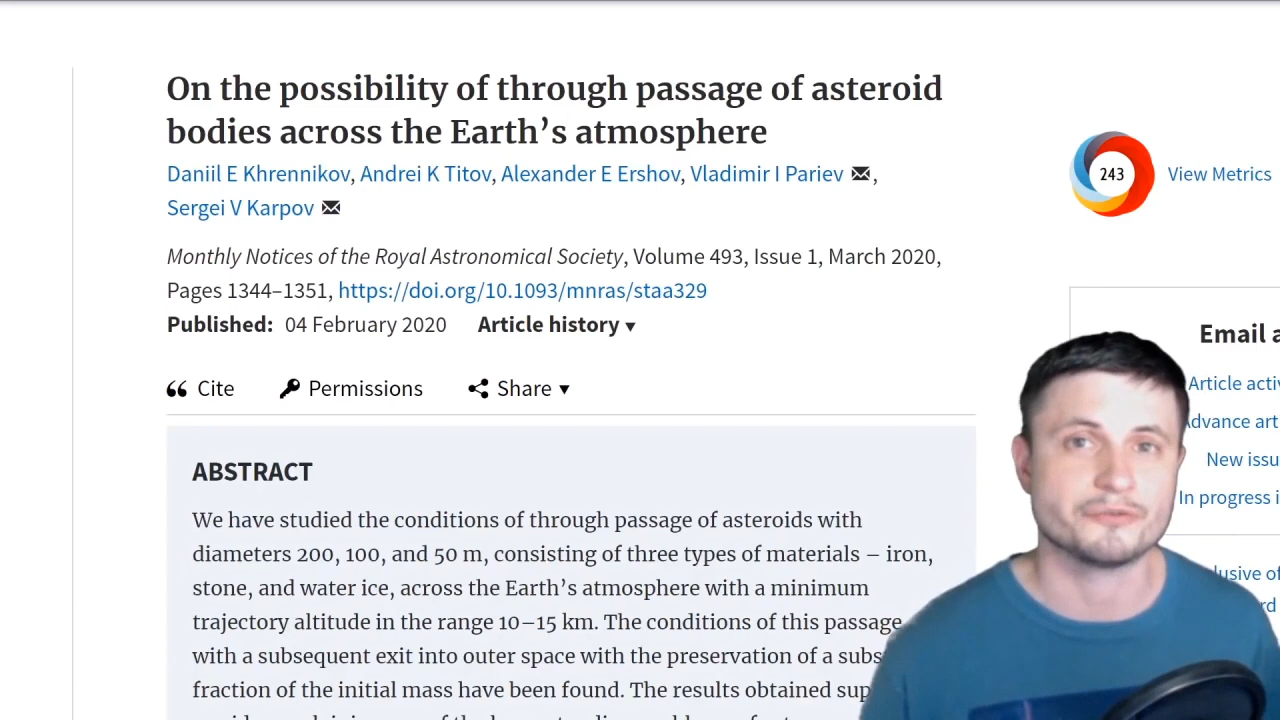 On the possibility of through passage of asteroid
bodies across the Earth’s atmosphere
Daniil E Khrennikov, Andrei K Titov, Alexander E Ershov, Vladimir I Pariev ,
Sergei V Karpov
Monthly Notices of the Royal Astronomical Society, Volume 493, Issue 1, March 2020,
Pages 1344–1351, https://doi.org/10.1093/mnras/staa329
Published: 04 February 2020 Article history
Cite Permissions Share
ABSTRACT
We have studied the conditions of through passage of asteroids with
diameters 200, 100, and 50 m, consisting of three types of materials – iron,
stone, and water ice, across the Earth’s atmosphere with a minimum
trajectory altitude in the range 10–15 km. The conditions of this passage
with a subsequent exit into outer space with the preservation of a subs
fraction of the initial mass have been found. The results obtained sup
243 View Metrics
Email a
Article activ
dvance art
New issu
In progress i
lusive of
rd